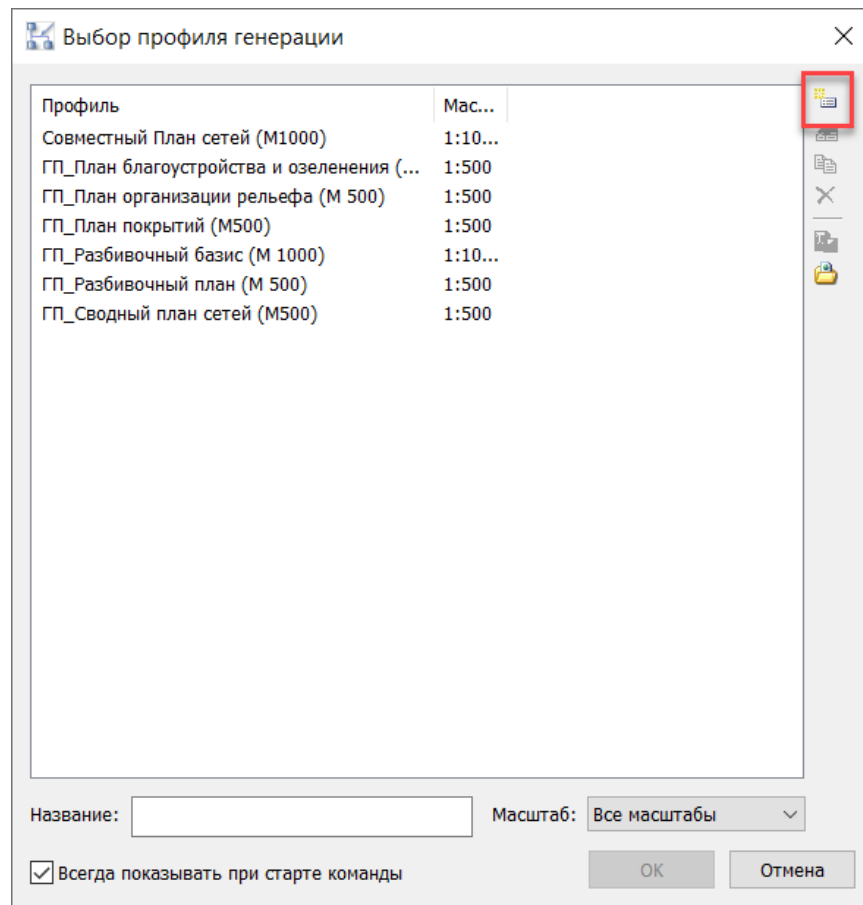 Выбор профиля генерации
Профиль Мас...
Совместный План сетей (М1000) 1:10...
ГП_План благоустройства и озеленения (... 1:500
ГП_План организации рельефа (М 500) 1:500
ГП_План покрытий (М500) 1:500
ГП_Разбивочный базис (М 1000) 1:10...
ГП_Разбивочный план (М 500) 1:500
ГП_Сводный план сетей (М500) 1:500
Название: Масштаб: Все масштабы
Всегда показывать при старте команды ОК Отмена